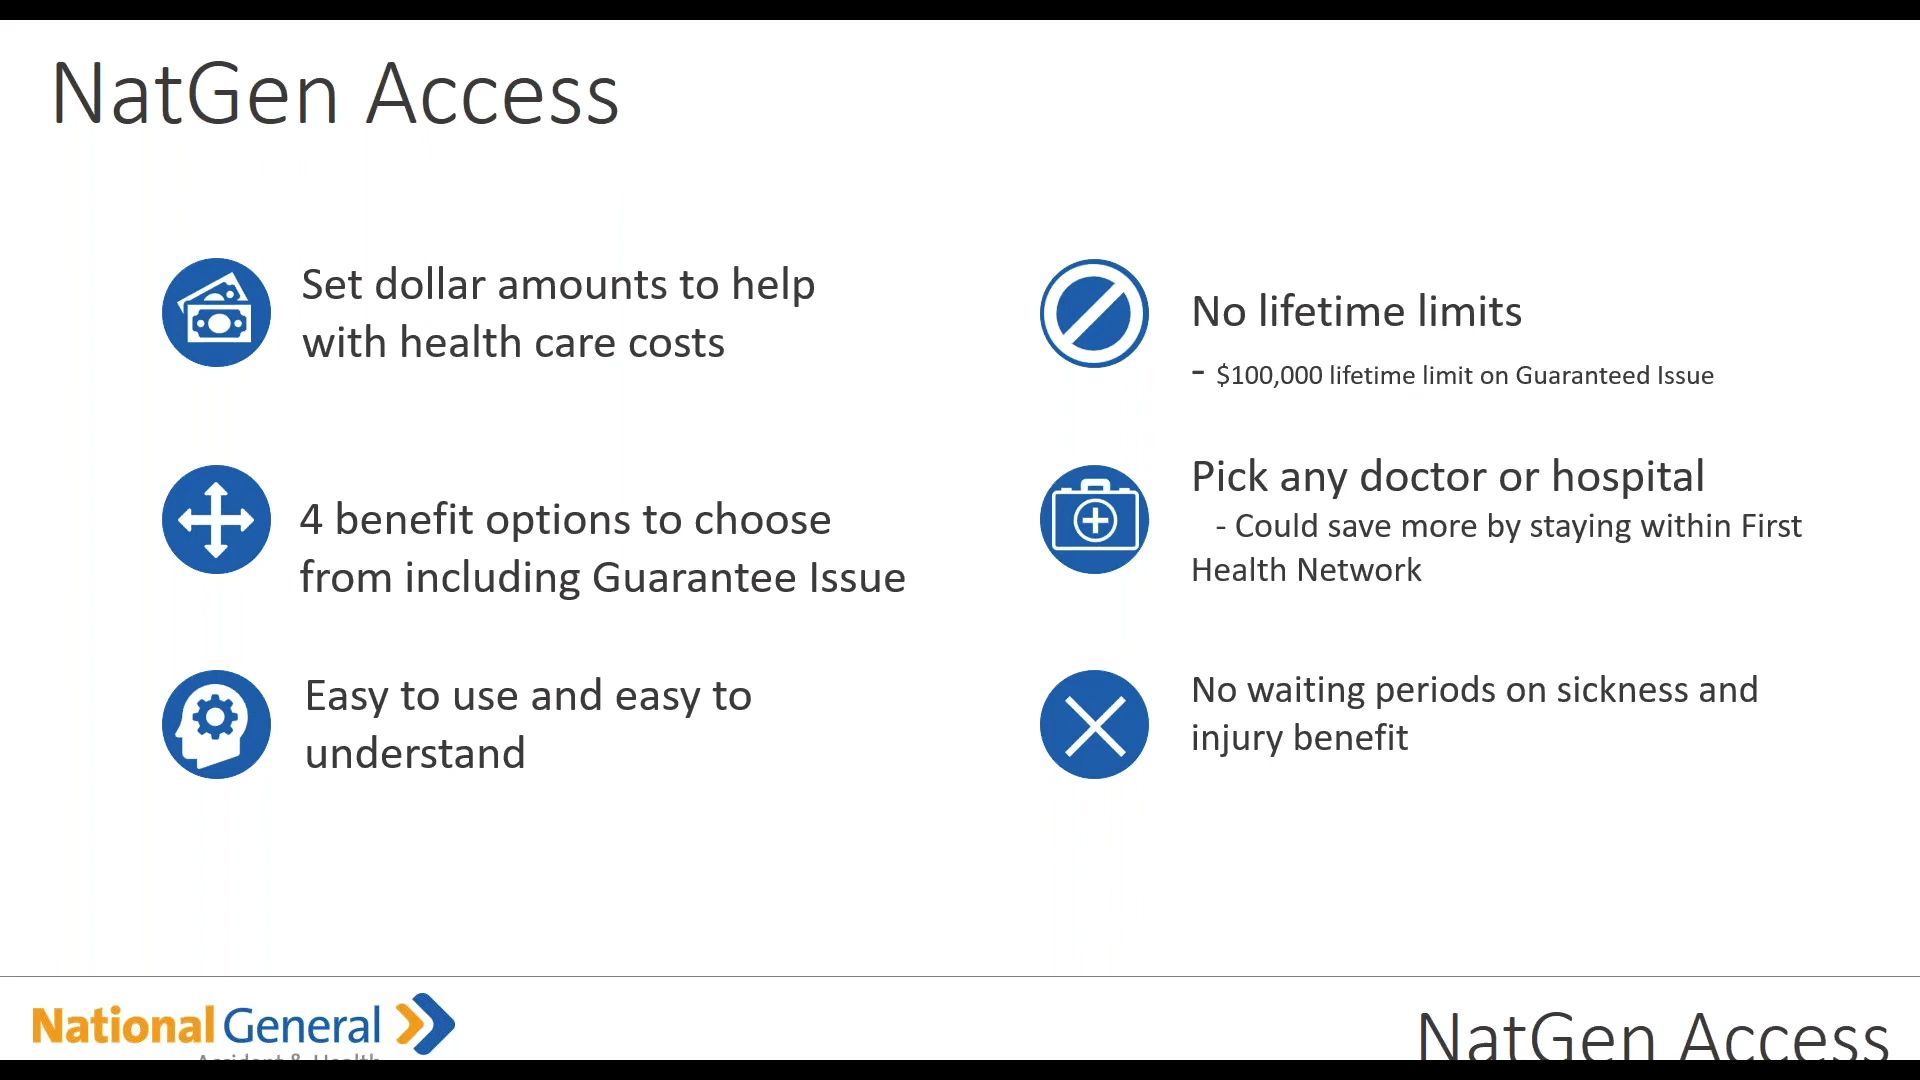 NatGen Access
Set dollar amounts to help
with health care costs
4 benefit options to choose
from including Guarantee Issue
Easy to use and easy to
understand
No lifetime limits
- $100,000 lifetime limit on Guaranteed Issue
Pick any doctor or hospital
- Could save more by staying within First
Health Network
No waiting periods on sickness and
injury benefit
National General
Accident & Health
NatGen Access